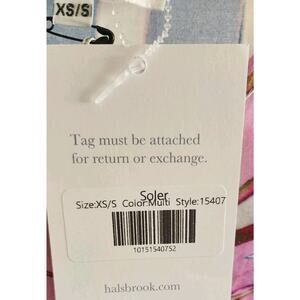 XS/S
Tag must be attached
for return or exchange.
Soler
Size:XS/S Color:Multi Style:15407
10151540752
halsbrook.com